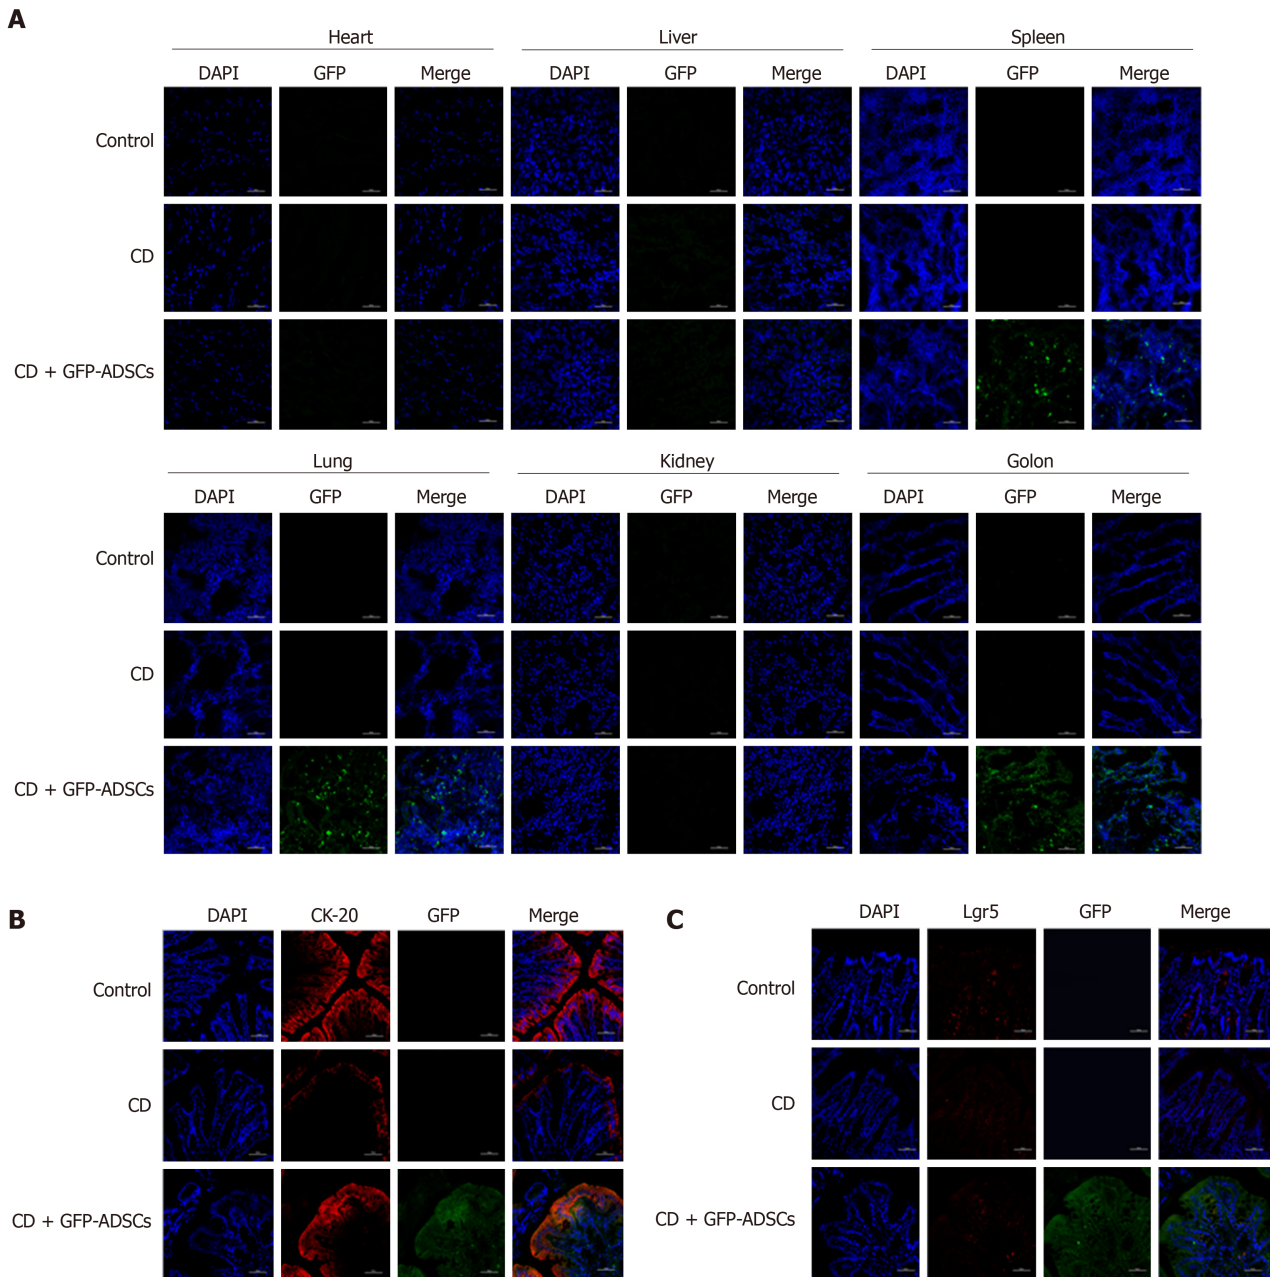 A
Heart Liver Spleen
DAPI GFP Merge DAPI GFP Merge DAPI GFP Merge
Control
CD
CD + GFP-ADSCs
Lung Kidney Golon
DAPI GFP Merge DAPI GFP Merge DAPI GFP Merge
Control
CD
CD + GFP-ADSCs
B
DAPI CK-20 GFP Merge
Control
CD
CD + GFP-ADSCs
C
DAPI Lgr5 GFP Merge
Control
CD
CD + GFP-ADSCs